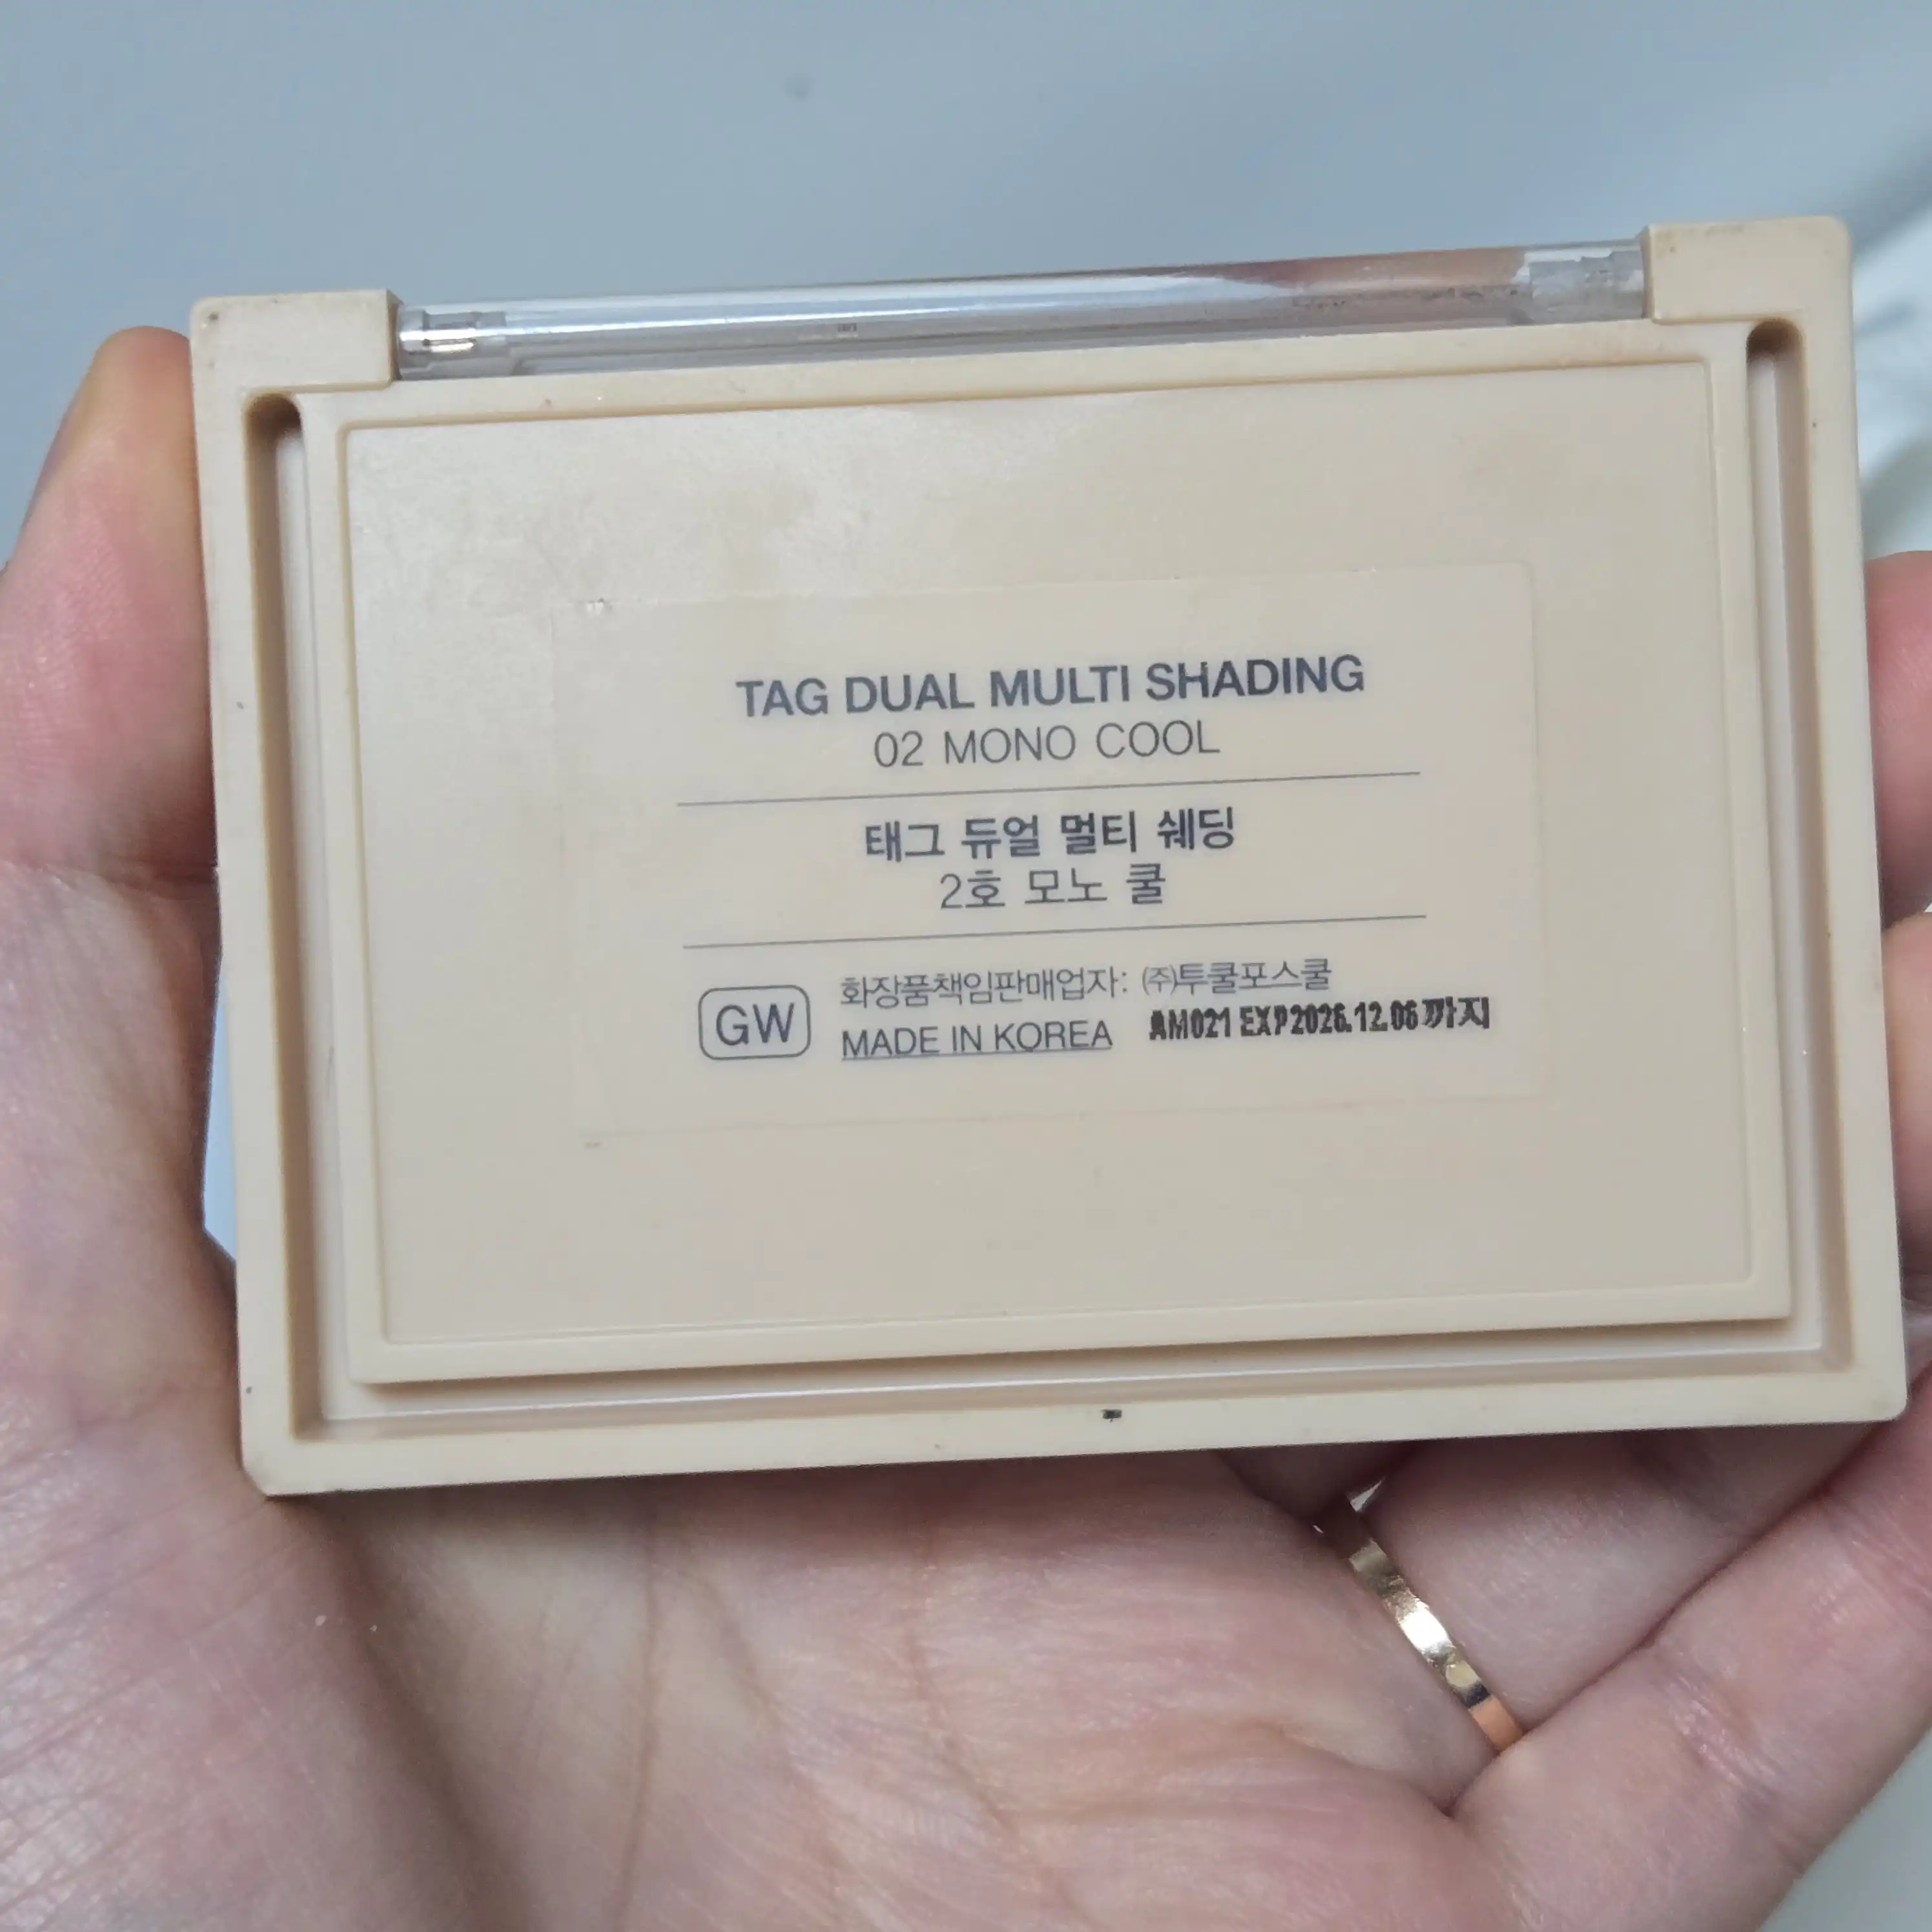 TAG DUAL MULTI SHADING
02 MONO COOL
태그 듀얼 멀티 쉐딩
2호 모노 쿨
GW
화장품책임판매업자: ㈜투쿨포스쿨
MADE IN KOREA
AM021 EXP2026.12.06까지